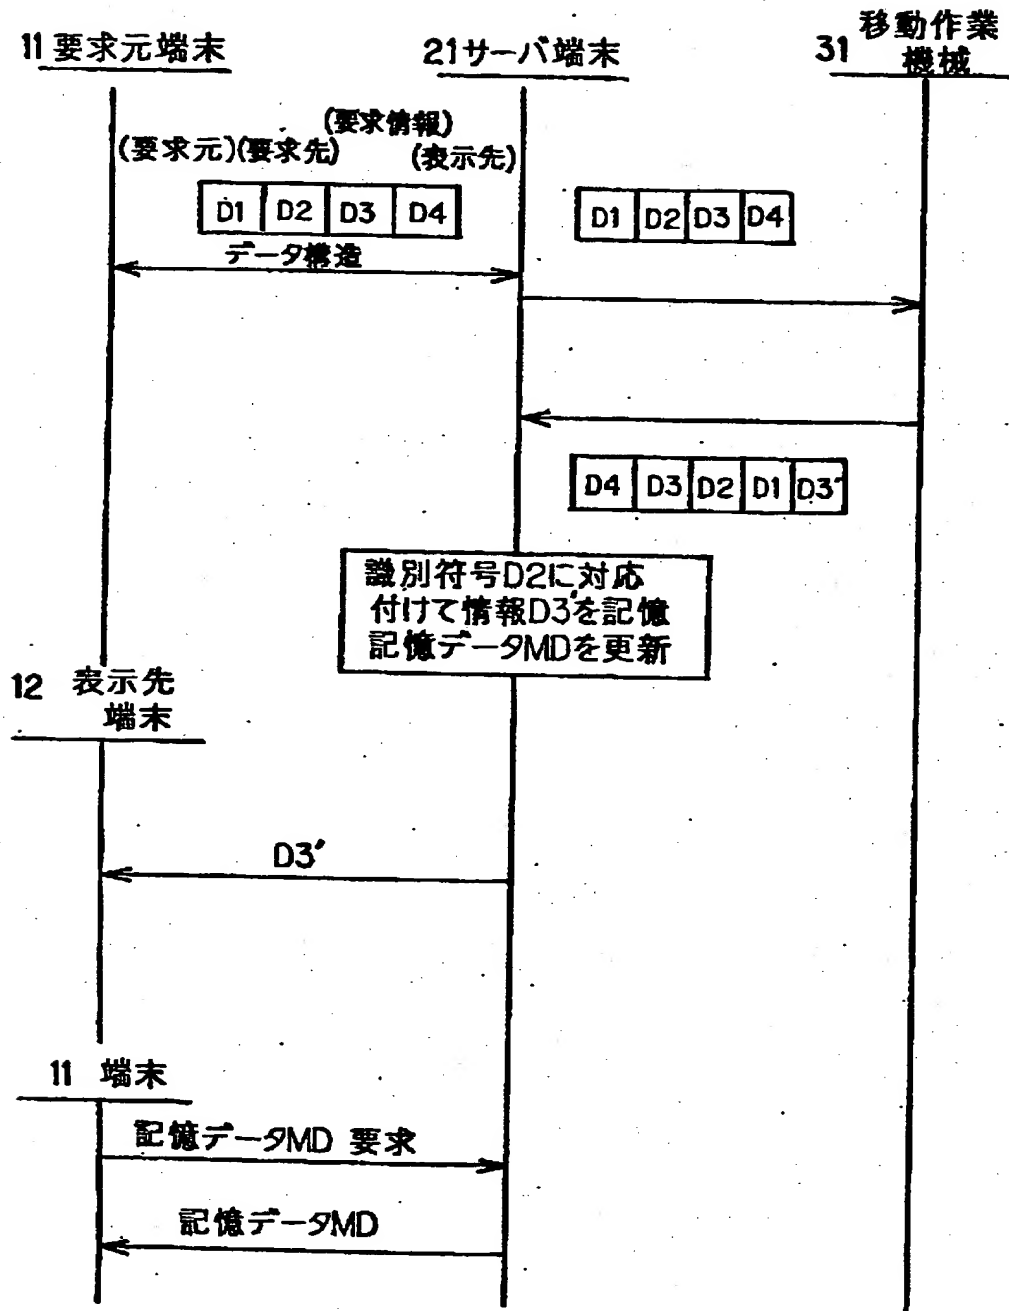 11 要求元端末
21 サーバ端末
31 移動作業
機械
(要求情報)
(要求元)(要求先)
(表示先)
D1 D2 D3 D4
D1 D2 D3 D4
データ構造
D4 D3 D2 D1 D3′
識別符号D2に対応
付けて情報D3′を記憶
記憶データMDを更新
12 表示先
端末
D3′
11 端末
記憶データMD 要求
記憶データMD